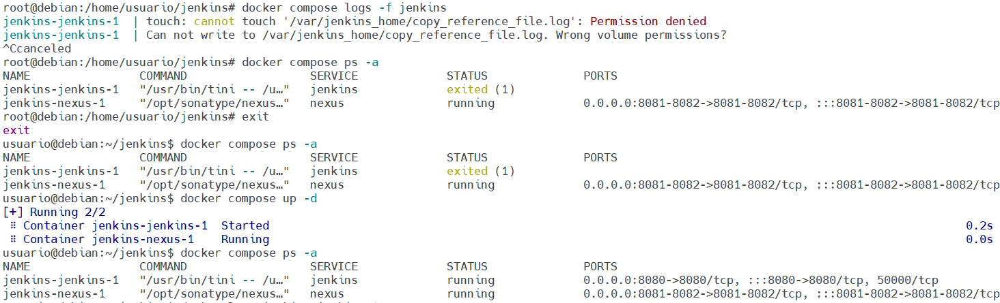 root@debian:/home/usuario/jenkins# docker compose logs -f jenkins
jenkins-jenkins-1  | touch: cannot touch '/var/jenkins_home/copy_reference_file.log': Permission denied
jenkins-jenkins-1  | Can not write to /var/jenkins_home/copy_reference_file.log. Wrong volume permissions?
^Ccanceled
root@debian:/home/usuario/jenkins# docker compose ps -a
NAME                COMMAND                  SERVICE             STATUS              PORTS
jenkins-jenkins-1   "/usr/bin/tini -- /u…"   jenkins             exited (1)
jenkins-nexus-1     "/opt/sonatype/nexus…"   nexus               running             0.0.0.0:8081-8082->8081-8082/tcp, :::8081-8082->8081-8082/tcp
root@debian:/home/usuario/jenkins# exit
exit
usuario@debian:~/jenkins$ docker compose ps -a
NAME                COMMAND                  SERVICE             STATUS              PORTS
jenkins-jenkins-1   "/usr/bin/tini -- /u…"   jenkins             exited (1)
jenkins-nexus-1     "/opt/sonatype/nexus…"   nexus               running             0.0.0.0:8081-8082->8081-8082/tcp, :::8081-8082->8081-8082/tcp
usuario@debian:~/jenkins$ docker compose up -d
[+] Running 2/2
 ⠿ Container jenkins-jenkins-1  Started                                                                                                      0.2s
 ⠿ Container jenkins-nexus-1    Running                                                                                                      0.0s
usuario@debian:~/jenkins$ docker compose ps -a
NAME                COMMAND                  SERVICE             STATUS              PORTS
jenkins-jenkins-1   "/usr/bin/tini -- /u…"   jenkins             running             0.0.0.0:8080->8080/tcp, :::8080->8080/tcp, 50000/tcp
jenkins-nexus-1     "/opt/sonatype/nexus…"   nexus               running             0.0.0.0:8081-8082->8081-8082/tcp, :::8081-8082->8081-8082/tcp